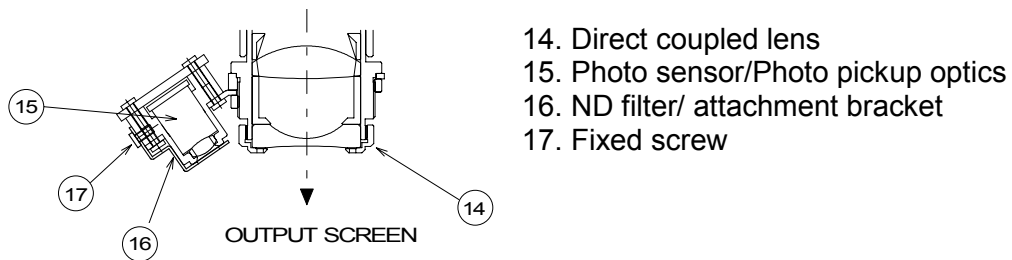 15
17
16
14
OUTPUT SCREEN
14. Direct coupled lens
15. Photo sensor/Photo pickup optics
16. ND filter/ attachment bracket
17. Fixed screw